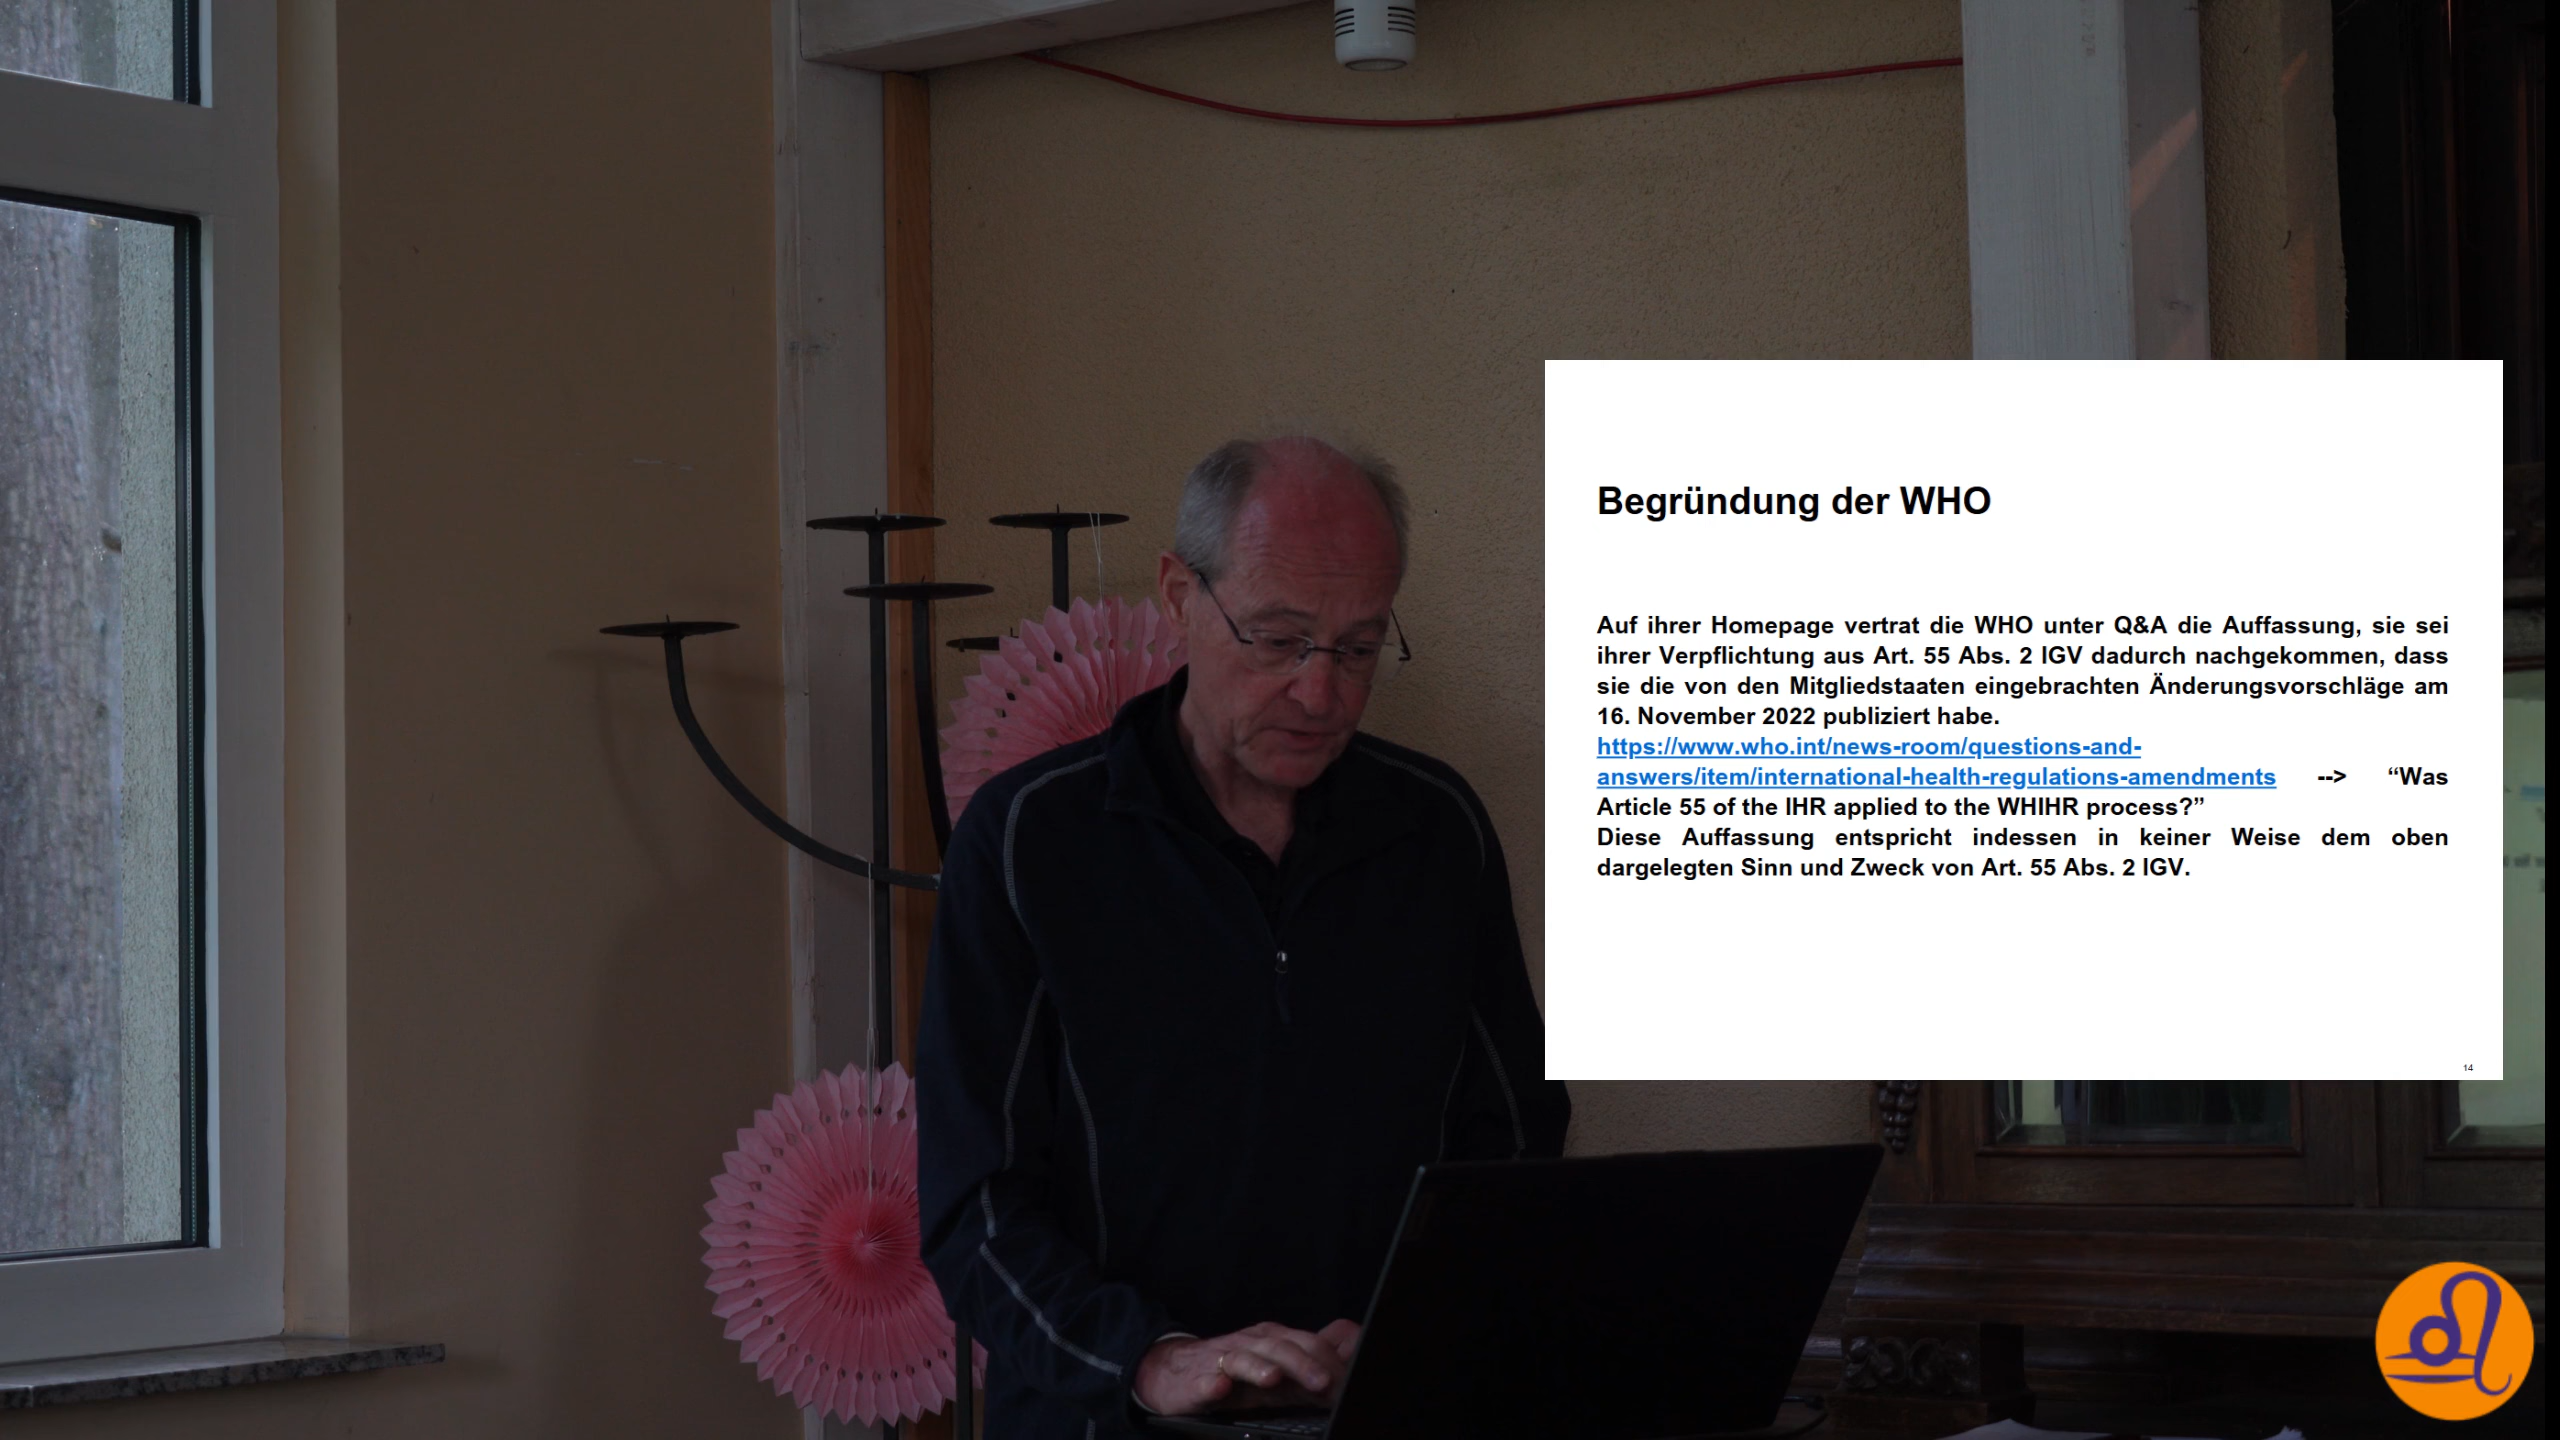 Begründung der WHO
Auf ihrer Homepage vertrat die WHO unter Q&A die Auffassung, sie sei
ihrer Verpflichtung aus Art. 55 Abs. 2 IGV dadurch nachgekommen, dass
sie die von den Mitgliedstaaten eingebrachten Änderungsvorschläge am
16. November 2022 publiziert habe.
https://www.who.int/news-room/questions-and-
answers/item/international-health-regulations-amendments --> “Was
Article 55 of the IHR applied to the WHIHR process?”
Diese Auffassung entspricht indessen in keiner Weise dem oben
dargelegten Sinn und Zweck von Art. 55 Abs. 2 IGV.
14